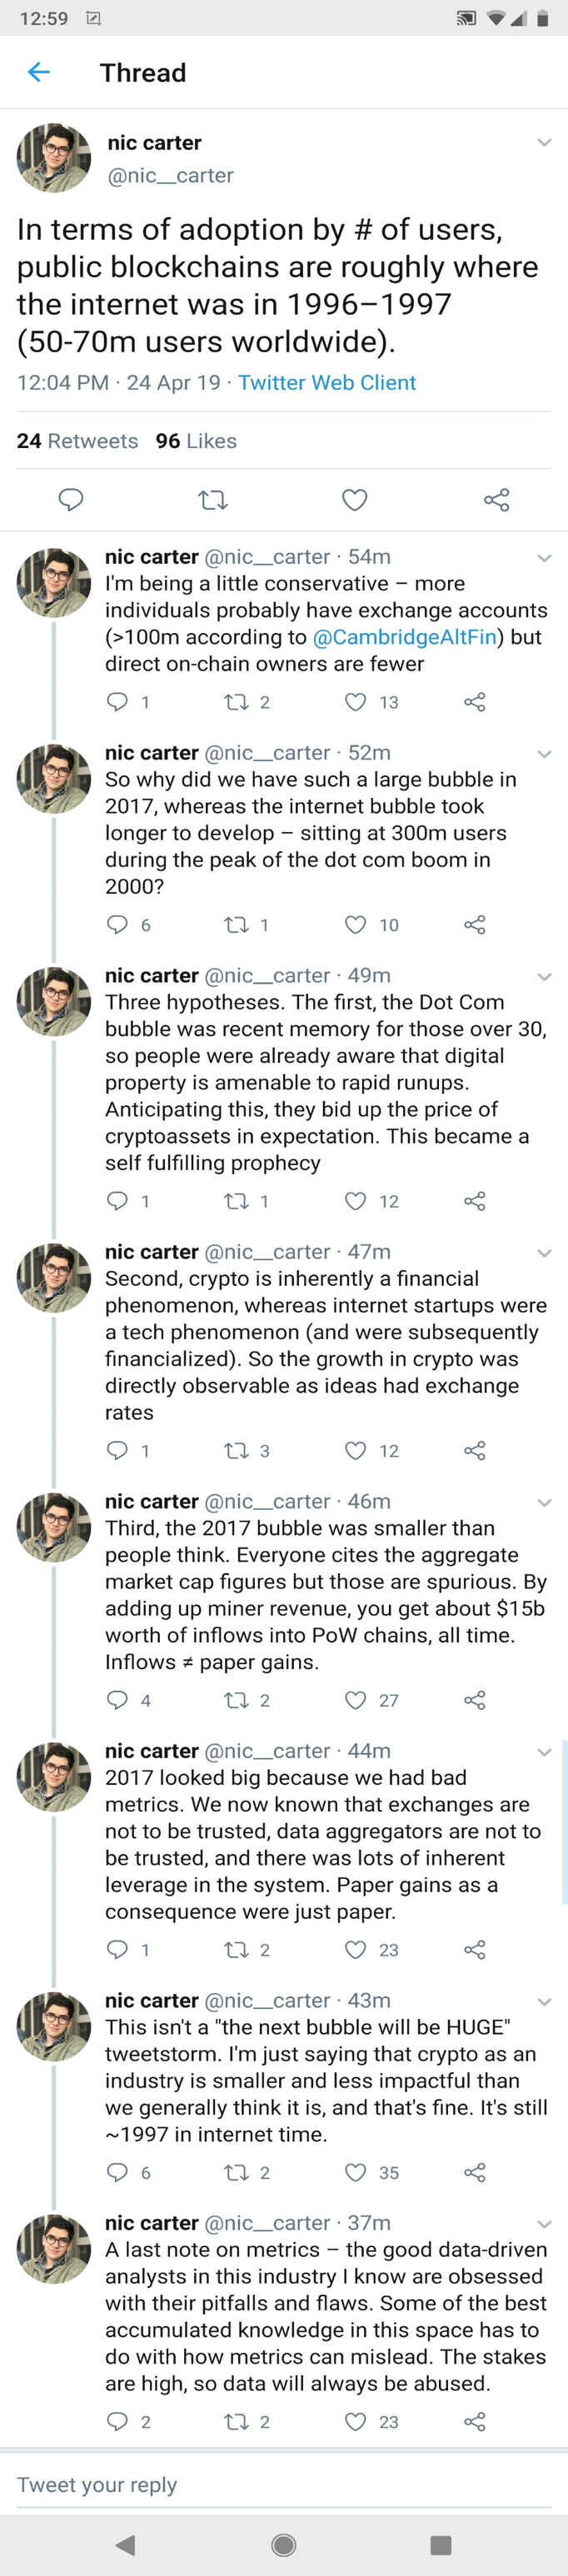 12:59
Thread
nic carter
@nic__carter
In terms of adoption by # of users,
public blockchains are roughly where
the internet was in 1996–1997
(50-70m users worldwide).
12:04 PM · 24 Apr 19 · Twitter Web Client
24 Retweets 96 Likes
nic carter @nic__carter · 54m
I'm being a little conservative – more
individuals probably have exchange accounts
(>100m according to @CambridgeAltFin) but
direct on-chain owners are fewer
1 2 13
nic carter @nic__carter · 52m
So why did we have such a large bubble in
2017, whereas the internet bubble took
longer to develop – sitting at 300m users
during the peak of the dot com boom in
2000?
6 1 10
nic carter @nic__carter · 49m
Three hypotheses. The first, the Dot Com
bubble was recent memory for those over 30,
so people were already aware that digital
property is amenable to rapid runups.
Anticipating this, they bid up the price of
cryptoassets in expectation. This became a
self fulfilling prophecy
1 1 12
nic carter @nic__carter · 47m
Second, crypto is inherently a financial
phenomenon, whereas internet startups were
a tech phenomenon (and were subsequently
financialized). So the growth in crypto was
directly observable as ideas had exchange
rates
1 3 12
nic carter @nic__carter · 46m
Third, the 2017 bubble was smaller than
people think. Everyone cites the aggregate
market cap figures but those are spurious. By
adding up miner revenue, you get about $15b
worth of inflows into PoW chains, all time.
Inflows ≠ paper gains.
4 2 27
nic carter @nic__carter · 44m
2017 looked big because we had bad
metrics. We now known that exchanges are
not to be trusted, data aggregators are not to
be trusted, and there was lots of inherent
leverage in the system. Paper gains as a
consequence were just paper.
1 2 23
nic carter @nic__carter · 43m
This isn't a "the next bubble will be HUGE"
tweetstorm. I'm just saying that crypto as an
industry is smaller and less impactful than
we generally think it is, and that's fine. It's still
~1997 in internet time.
6 2 35
nic carter @nic__carter · 37m
A last note on metrics – the good data-driven
analysts in this industry I know are obsessed
with their pitfalls and flaws. Some of the best
accumulated knowledge in this space has to
do with how metrics can mislead. The stakes
are high, so data will always be abused.
2 2 23
Tweet your reply